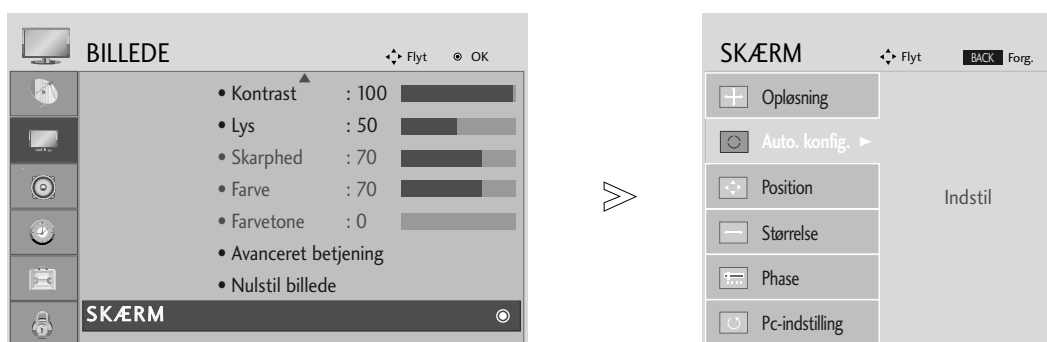 BILLEDE Flyt OK
• Kontrast : 100
• Lys : 50
• Skarphed : 70
• Farve : 70
• Farvetone : 0
• Avanceret betjening
• Nulstil billede
SKÆRM
SKÆRM Flyt BACK Forg.
Opløsning
Auto. konfig. ►
Position
Størrelse
Phase
Pc-indstilling
Indstil